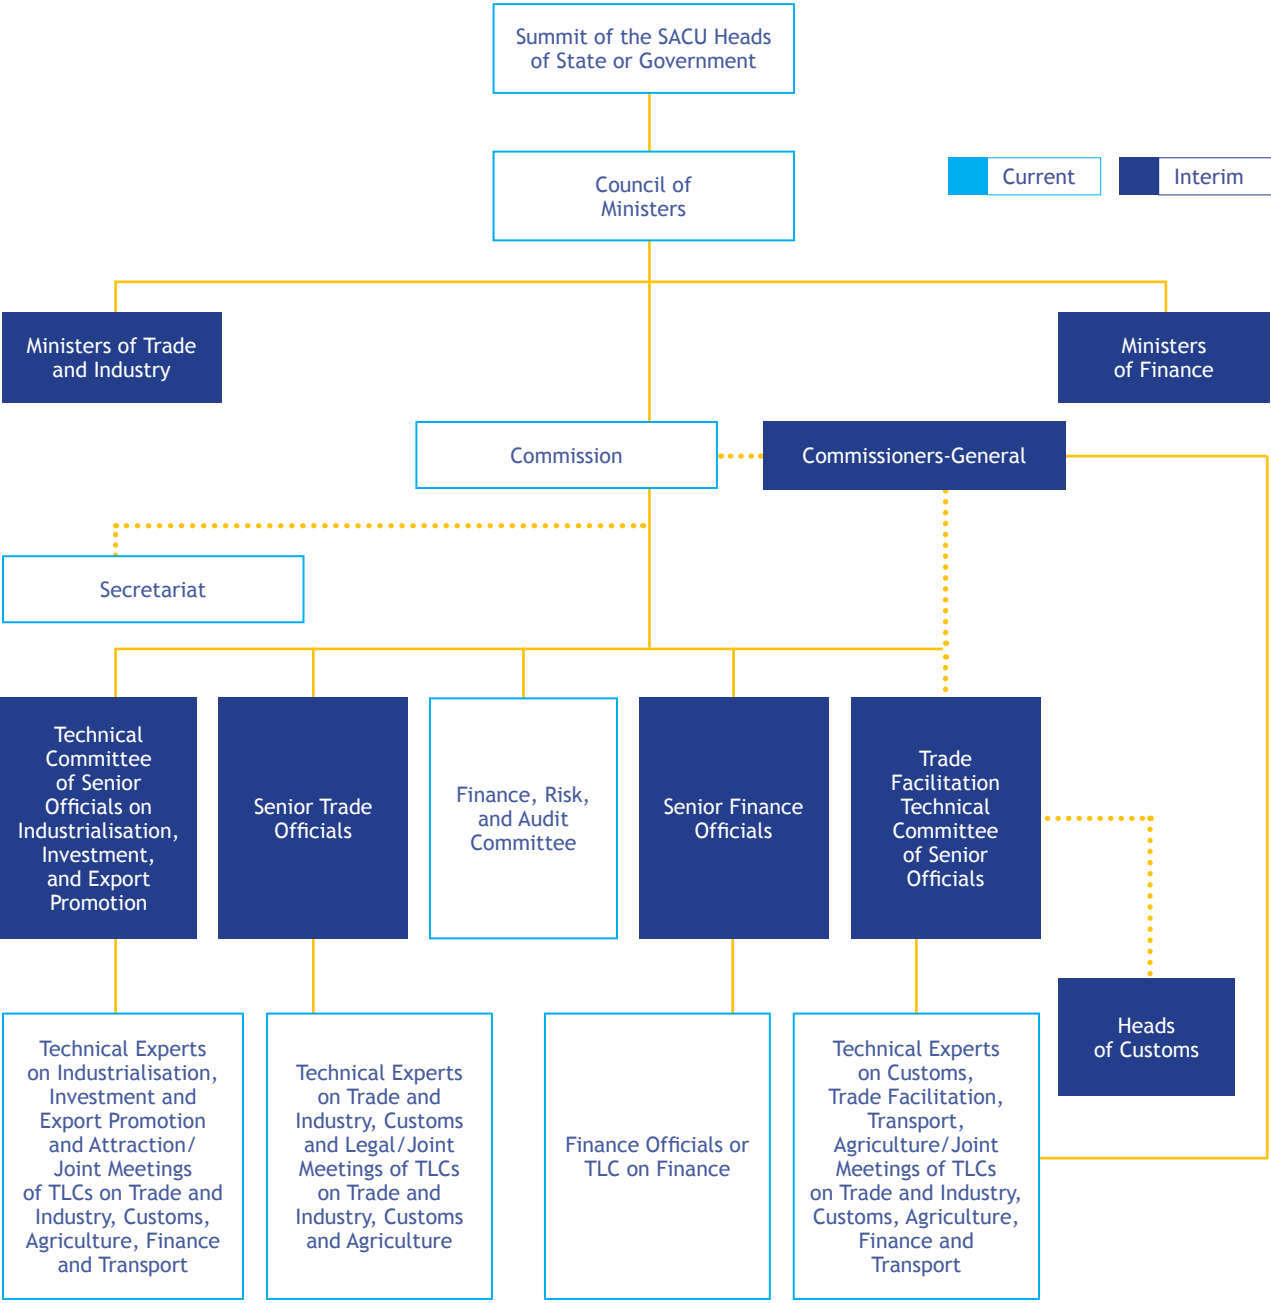 Summit of the SACU Heads
of State or Government
Council of
Ministers
Current
Interim
Ministers of Trade
and Industry
Ministers
of Finance
Commission
Commissioners-General
Secretariat
Technical
Committee
of Senior
Officials on
Industrialisation,
Investment,
and Export
Promotion
Senior Trade
Officials
Finance, Risk,
and Audit
Committee
Senior Finance
Officials
Trade
Facilitation
Technical
Committee
of Senior
Officials
Heads
of Customs
Technical Experts
on Industrialisation,
Investment and
Export Promotion
and Attraction/
Joint Meetings
of TLCs on Trade and
Industry, Customs,
Agriculture, Finance
and Transport
Technical Experts
on Trade and
Industry, Customs
and Legal/Joint
Meetings of TLCs
on Trade and
Industry, Customs
and Agriculture
Finance Officials or
TLC on Finance
Technical Experts
on Customs,
Trade Facilitation,
Transport,
Agriculture/Joint
Meetings of TLCs
on Trade and Industry,
Customs, Agriculture,
Finance and
Transport